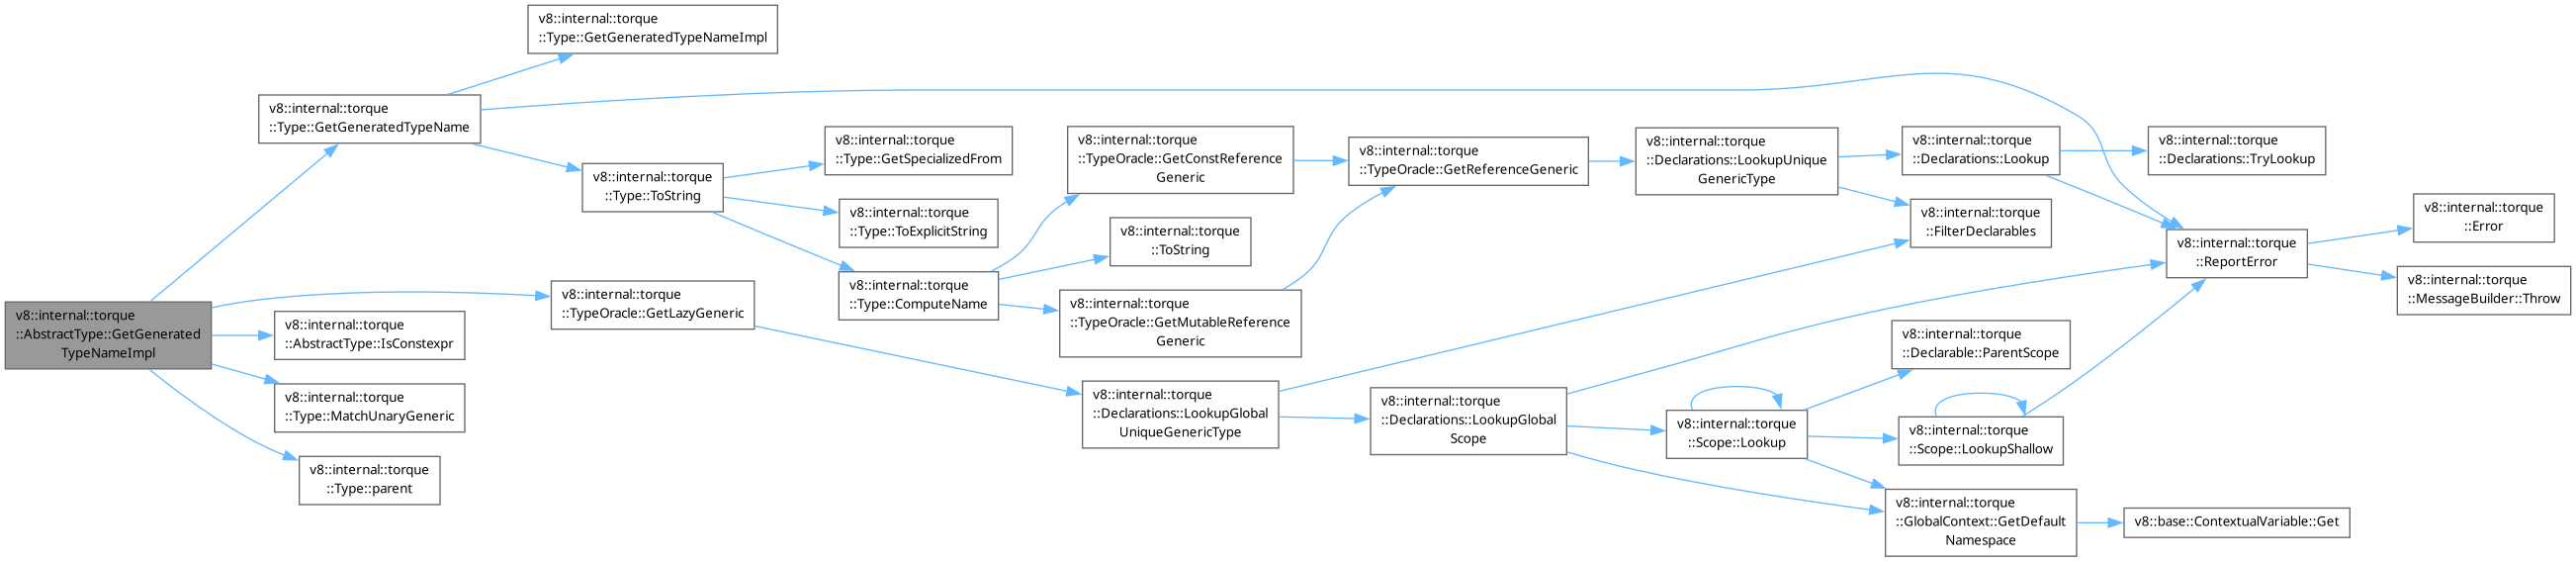 v8::internal::torque
::AbstractType::GetGenerated
TypeNameImpl
v8::internal::torque
::Type::GetGeneratedTypeName
v8::internal::torque
::Type::GetGeneratedTypeNameImpl
v8::internal::torque
::Type::ToString
v8::internal::torque
::Type::GetSpecializedFrom
v8::internal::torque
::Type::ToExplicitString
v8::internal::torque
::Type::ComputeName
v8::internal::torque
::TypeOracle::GetConstReference
Generic
v8::internal::torque
::ToString
v8::internal::torque
::TypeOracle::GetMutableReference
Generic
v8::internal::torque
::TypeOracle::GetReferenceGeneric
v8::internal::torque
::Declarations::LookupUnique
GenericType
v8::internal::torque
::Declarations::Lookup
v8::internal::torque
::Declarations::TryLookup
v8::internal::torque
::FilterDeclarables
v8::internal::torque
::ReportError
v8::internal::torque
::Error
v8::internal::torque
::MessageBuilder::Throw
v8::internal::torque
::TypeOracle::GetLazyGeneric
v8::internal::torque
::AbstractType::IsConstexpr
v8::internal::torque
::Type::MatchUnaryGeneric
v8::internal::torque
::Type::parent
v8::internal::torque
::Declarations::LookupGlobal
UniqueGenericType
v8::internal::torque
::Declarations::LookupGlobal
Scope
v8::internal::torque
::Scope::Lookup
v8::internal::torque
::Declarable::ParentScope
v8::internal::torque
::Scope::LookupShallow
v8::internal::torque
::GlobalContext::GetDefault
Namespace
v8::base::ContextualVariable::Get